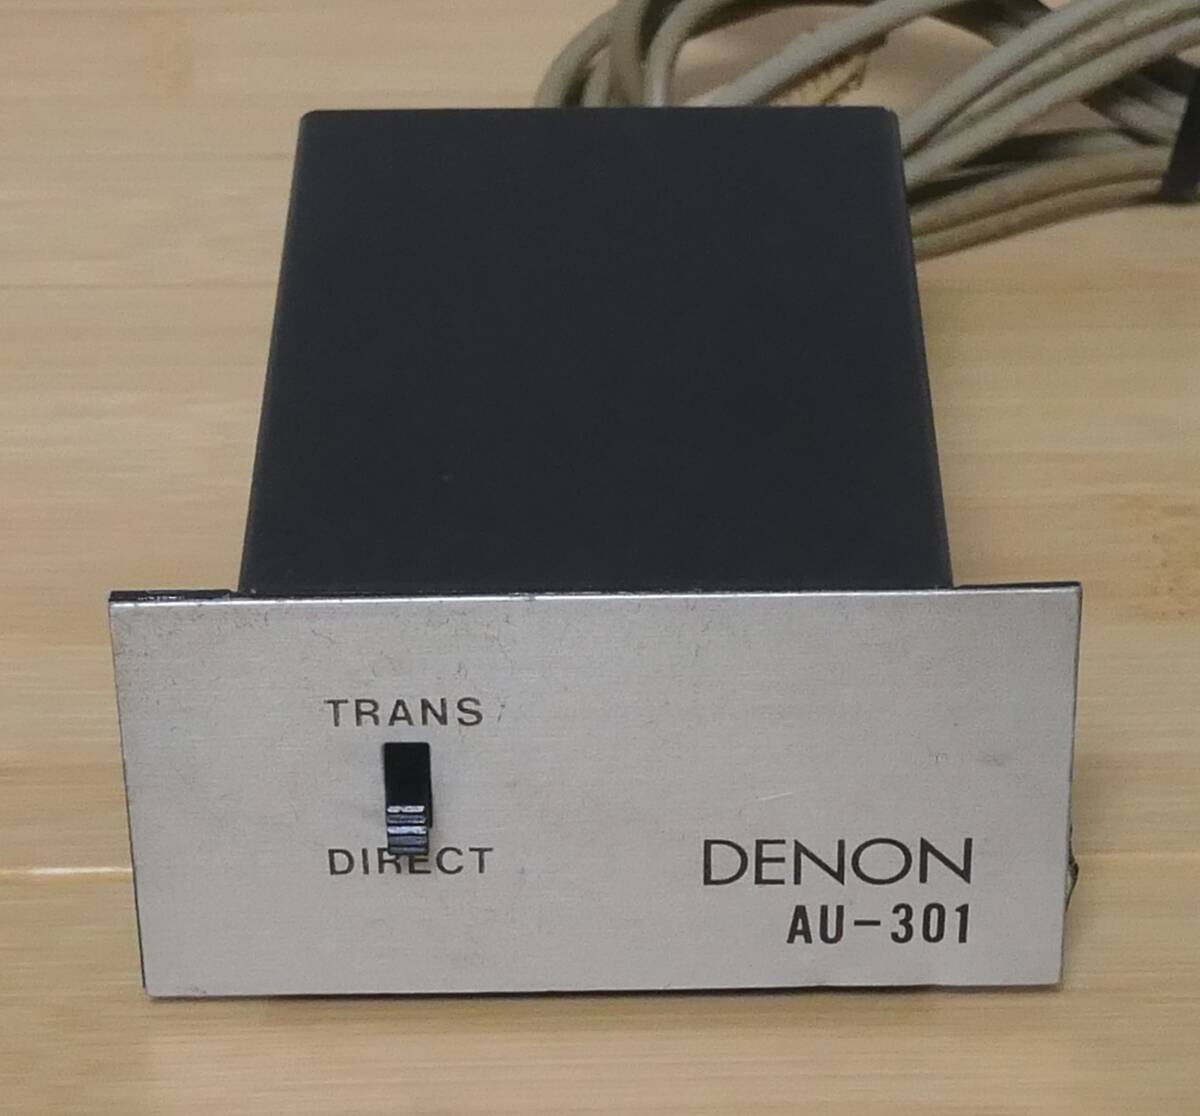 TRANS
DIRECT
DENON
AU-301